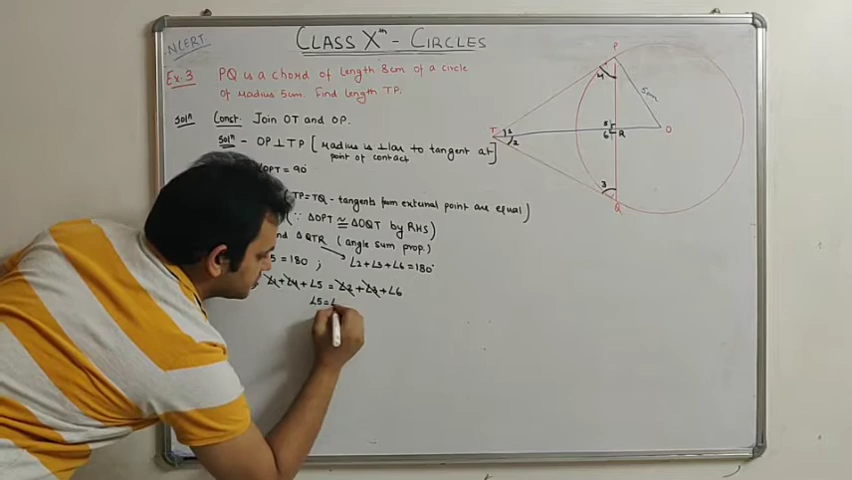 NCERT
CLASS Xth - CIRCLES
Ex.3 PQ is a chord of length 8cm of a circle
of radius 5cm. Find length TP.
Soln Const: Join OT and OP.
Soln - OP ⊥ TP [radius is ⊥lar to tangent at
point of contact]
OPT = 90°
(TP = TQ - tangents from external point are equal)
(∵ ΔOPT ≅ ΔOQT by RHS)
nd ΔQTR (angle sum prop.)
5 = 180 ; ∠2+∠3+∠6 = 180°
∠1+∠4+∠5 = ∠2+∠3+∠6
∠5 = ∠
P
4
5cm
T
1
2
5
6
R
O
3
Q